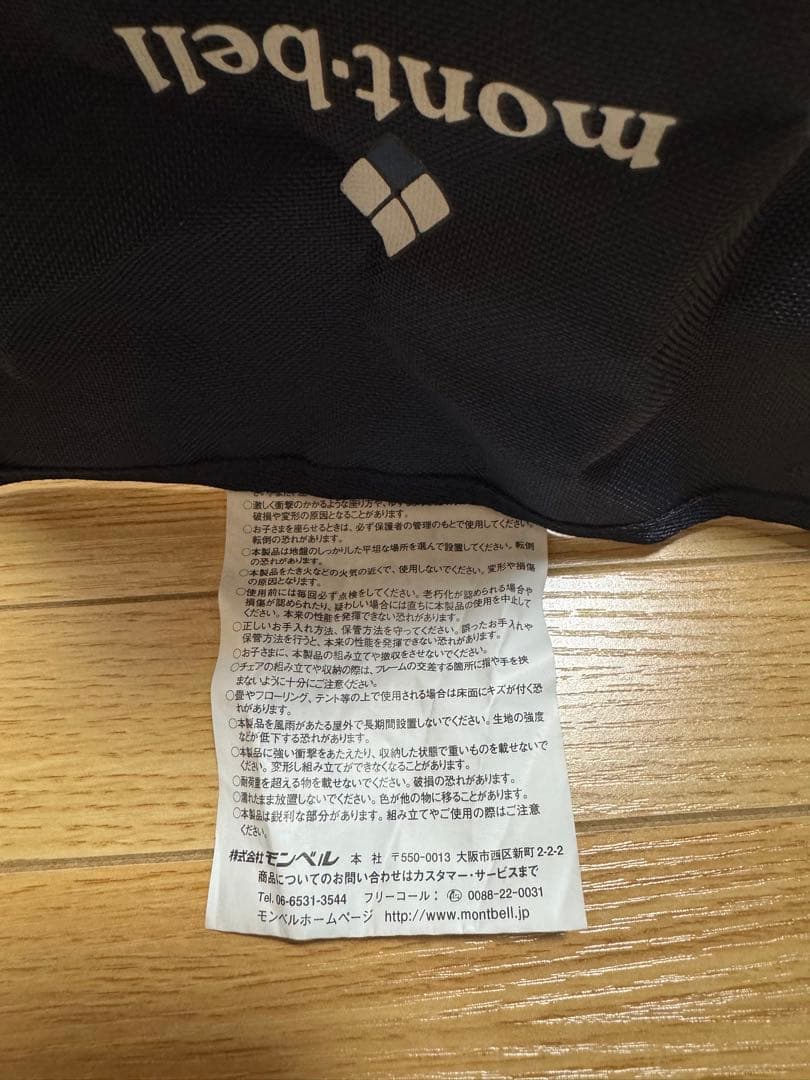 mont-bell
○激しく衝撃のかかるような座り方や、ゆす
破損や変形の原因となることがあります。
○お子さまを座らせるときは、必ず保護者の管理のもとで使用してください。
転倒の恐れがあります。
○本製品は地盤のしっかりした平坦な場所を選んで設置してください。転倒
の恐れがあります。
○本製品をたき火などの火気の近くで、使用しないでください。変形や損傷
の原因となります。
○使用前には毎回必ず点検をしてください。老朽化が認められる場合や
損傷が認められたり、疑わしい場合には直ちに本製品の使用を中止して
ください。本来の性能を発揮できない恐れがあります。
○正しいお手入れ方法、保管方法を守ってください。誤ったお手入れや
保管方法を行うと、本来の性能を発揮できない恐れがあります。
○お子さまに、本製品の組み立てや撤収をさせないでください。
○チェアの組み立てや収納の際は、フレームの交差する箇所に指や手を挟
まないように十分にご注意ください。
○畳やフローリング、テント等の上で使用される場合は床面にキズが付く恐
れがあります。
○本製品を風雨があたる屋外で長期間設置しないでください。生地の強度
などが低下する恐れがあります。
○本製品に強い衝撃をあたえたり、収納した状態で重いものを載せないで
ください。変形し組み立てができなくなることがあります。
○耐荷重を超える物を載せないでください。破損の恐れがあります。
○濡れたまま放置しないでください。色が他の物に移ることがあります。
○本製品は鋭利な部分があります。組み立てやご使用の際はご注意
ください。
株式会社モンベル 本 社 〒550-0013 大阪市西区新町2-2-2
商品についてのお問い合わせはカスタマー・サービスまで
Tel. 06-6531-3544 フリーコール: 0088-22-0031
モンベルホームページ http://www.montbell.jp